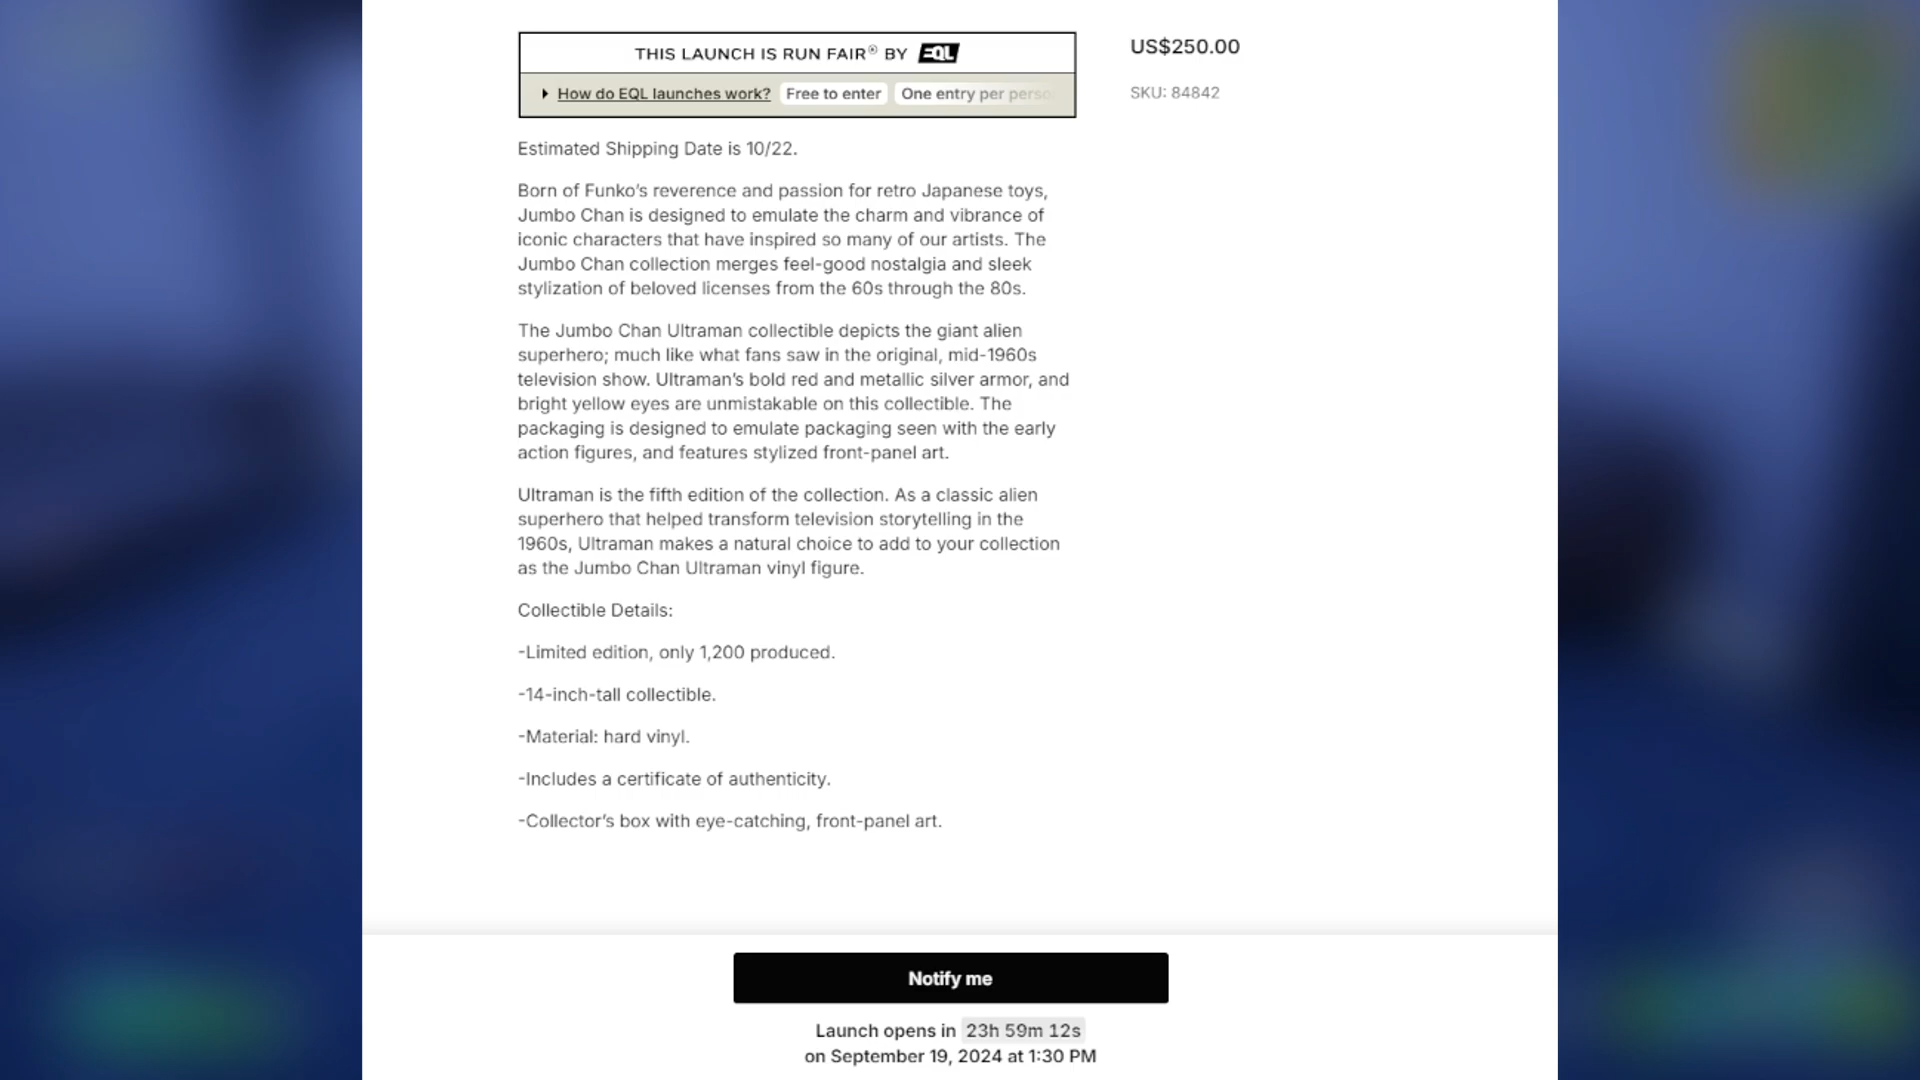 THIS LAUNCH IS RUN FAIR® BY EQL
How do EQL launches work? Free to enter One entry per perso
US$250.00
SKU: 84842
Estimated Shipping Date is 10/22.
Born of Funko’s reverence and passion for retro Japanese toys,
Jumbo Chan is designed to emulate the charm and vibrance of
iconic characters that have inspired so many of our artists. The
Jumbo Chan collection merges feel-good nostalgia and sleek
stylization of beloved licenses from the 60s through the 80s.
The Jumbo Chan Ultraman collectible depicts the giant alien
superhero; much like what fans saw in the original, mid-1960s
television show. Ultraman’s bold red and metallic silver armor, and
bright yellow eyes are unmistakable on this collectible. The
packaging is designed to emulate packaging seen with the early
action figures, and features stylized front-panel art.
Ultraman is the fifth edition of the collection. As a classic alien
superhero that helped transform television storytelling in the
1960s, Ultraman makes a natural choice to add to your collection
as the Jumbo Chan Ultraman vinyl figure.
Collectible Details:
-Limited edition, only 1,200 produced.
-14-inch-tall collectible.
-Material: hard vinyl.
-Includes a certificate of authenticity.
-Collector’s box with eye-catching, front-panel art.
Notify me
Launch opens in 23h 59m 12s
on September 19, 2024 at 1:30 PM